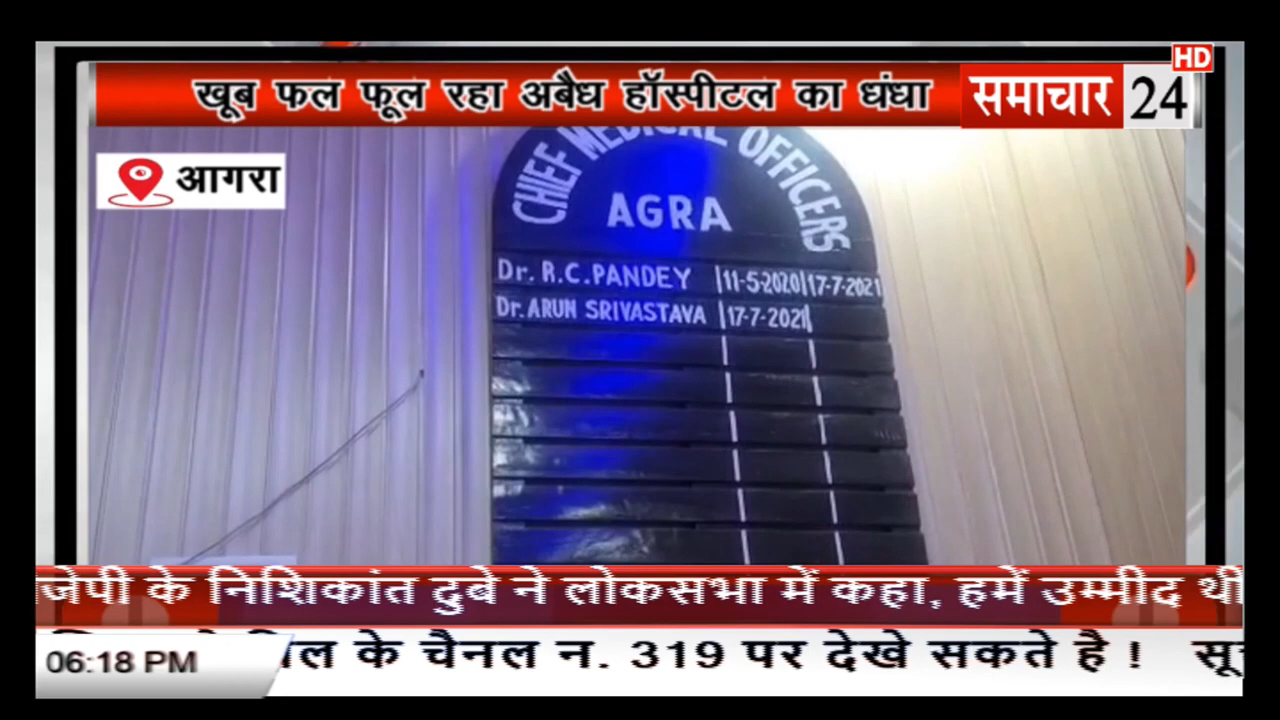 HD
खूब फल फूल रहा अबैध हॉस्पीटल का धंधा
समाचार 24
आगरा
CHIEF MEDICAL OFFICERS
AGRA
Dr. R.C. PANDEY 11-5-2020 17-7-2021
Dr. ARUN SRIVASTAVA 17-7-2021
जेपी के निशिकांत दुबे ने लोकसभा में कहा, हमें उम्मीद थी
06:18 PM
के चैनल न. 319 पर देखे सकते है !